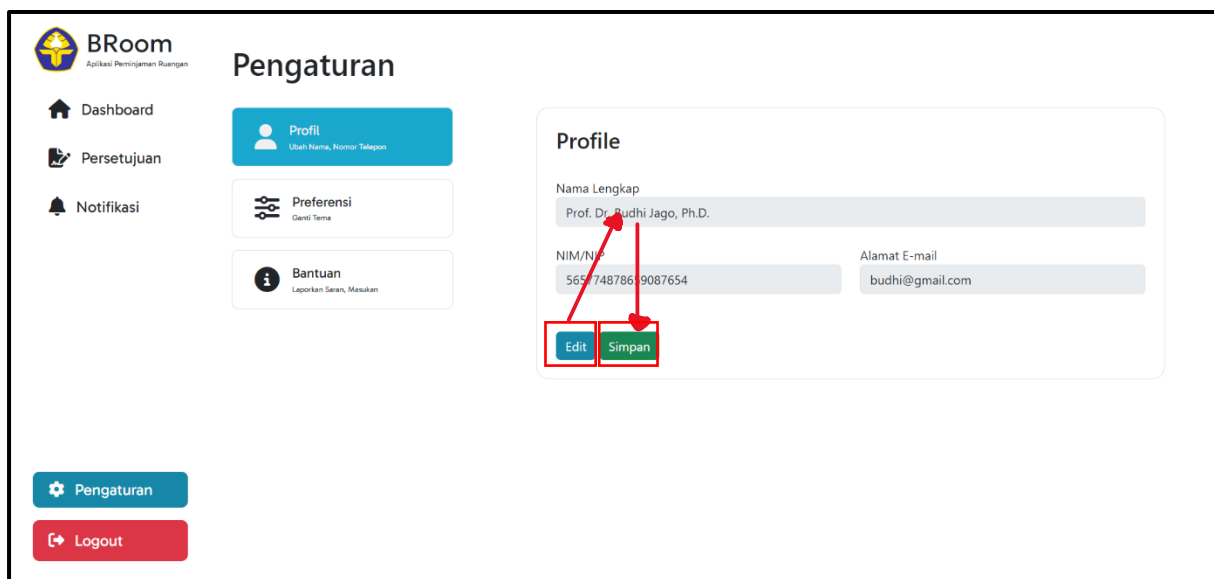 BRoom
Aplikasi Peminjaman Ruangan
Dashboard
Persetujuan
Notifikasi
Pengaturan
Logout
Pengaturan
Profil
Ubah Nama, Nomor Telepon
Preferensi
Ganti Tema
Bantuan
Laporkan Saran, Masukan
Profile
Nama Lengkap
Prof. Dr. Budhi Jago, Ph.D.
NIM/NIP
Alamat E-mail
budhi@gmail.com
Edit
Simpan